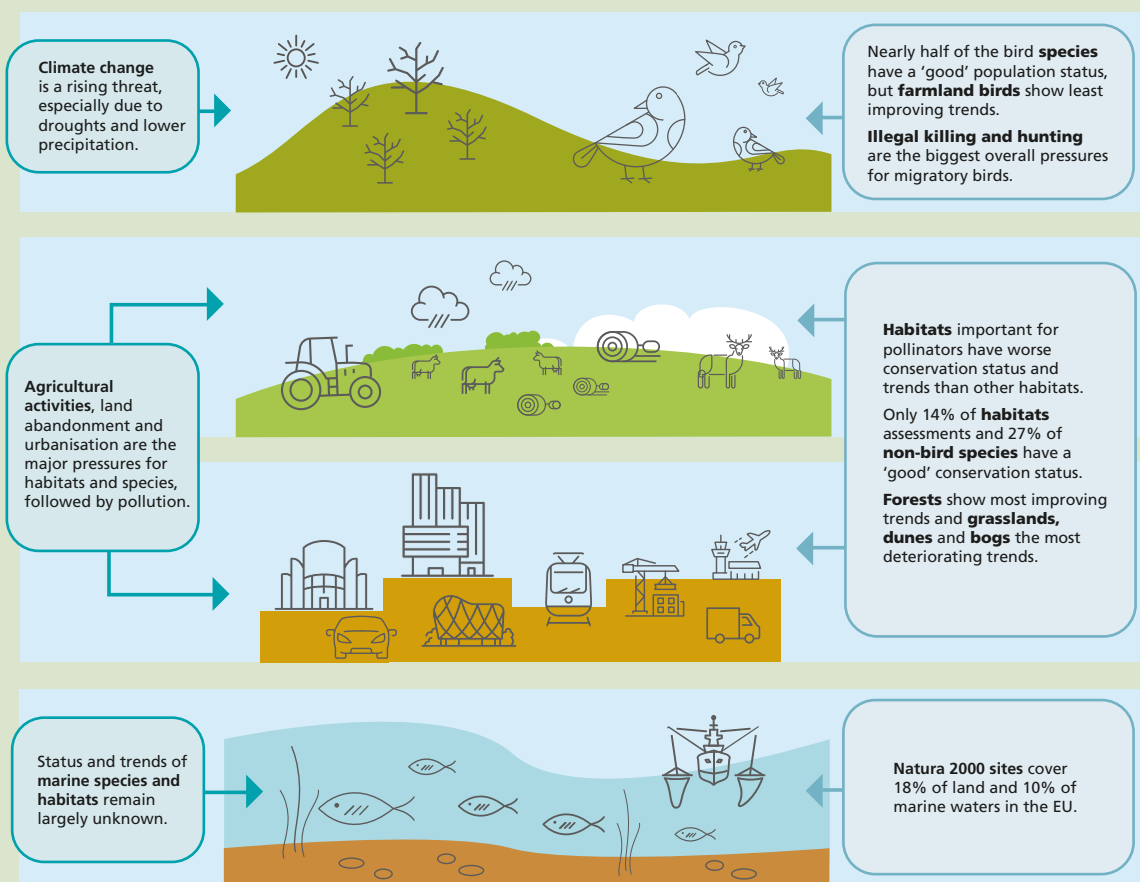 Climate change
is a rising threat,
especially due to
droughts and lower
precipitation.
Nearly half of the bird species
have a ‘good’ population status,
but farmland birds show least
improving trends.
Illegal killing and hunting
are the biggest overall pressures
for migratory birds.
Agricultural
activities, land
abandonment and
urbanisation are the
major pressures for
habitats and species,
followed by pollution.
Habitats important for
pollinators have worse
conservation status and
trends than other habitats.
Only 14% of habitats
assessments and 27% of
non-bird species have a
‘good’ conservation status.
Forests show most improving
trends and grasslands,
dunes and bogs the most
deteriorating trends.
Status and trends of
marine species and
habitats remain
largely unknown.
Natura 2000 sites cover
18% of land and 10% of
marine waters in the EU.